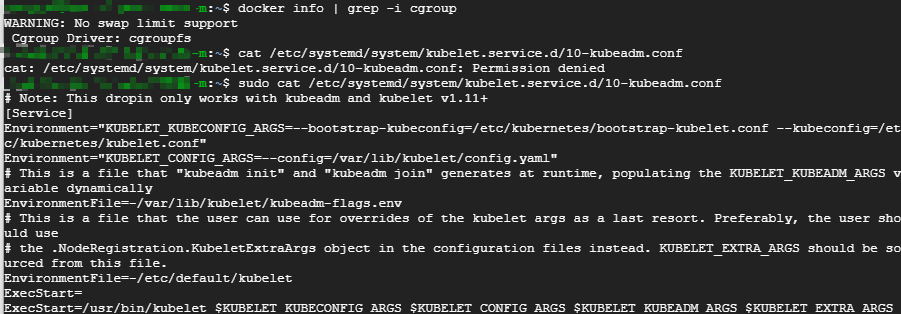 -m:~$ docker info | grep -i cgroup
WARNING: No swap limit support
Cgroup Driver: cgroupfs
-m:~$ cat /etc/systemd/system/kubelet.service.d/10-kubeadm.conf
cat: /etc/systemd/system/kubelet.service.d/10-kubeadm.conf: Permission denied
-m:~$ sudo cat /etc/systemd/system/kubelet.service.d/10-kubeadm.conf
# Note: This dropin only works with kubeadm and kubelet v1.11+
[Service]
Environment="KUBELET_KUBECONFIG_ARGS=--bootstrap-kubeconfig=/etc/kubernetes/bootstrap-kubelet.conf --kubeconfig=/et
c/kubernetes/kubelet.conf"
Environment="KUBELET_CONFIG_ARGS=--config=/var/lib/kubelet/config.yaml"
# This is a file that "kubeadm init" and "kubeadm join" generates at runtime, populating the KUBELET_KUBEADM_ARGS v
ariable dynamically
EnvironmentFile=-/var/lib/kubelet/kubeadm-flags.env
# This is a file that the user can use for overrides of the kubelet args as a last resort. Preferably, the user sho
uld use
# the .NodeRegistration.KubeletExtraArgs object in the configuration files instead. KUBELET_EXTRA_ARGS should be so
urced from this file.
EnvironmentFile=-/etc/default/kubelet
ExecStart=
ExecStart=/usr/bin/kubelet $KUBELET_KUBECONFIG_ARGS $KUBELET_CONFIG_ARGS $KUBELET_KUBEADM_ARGS $KUBELET_EXTRA_ARGS